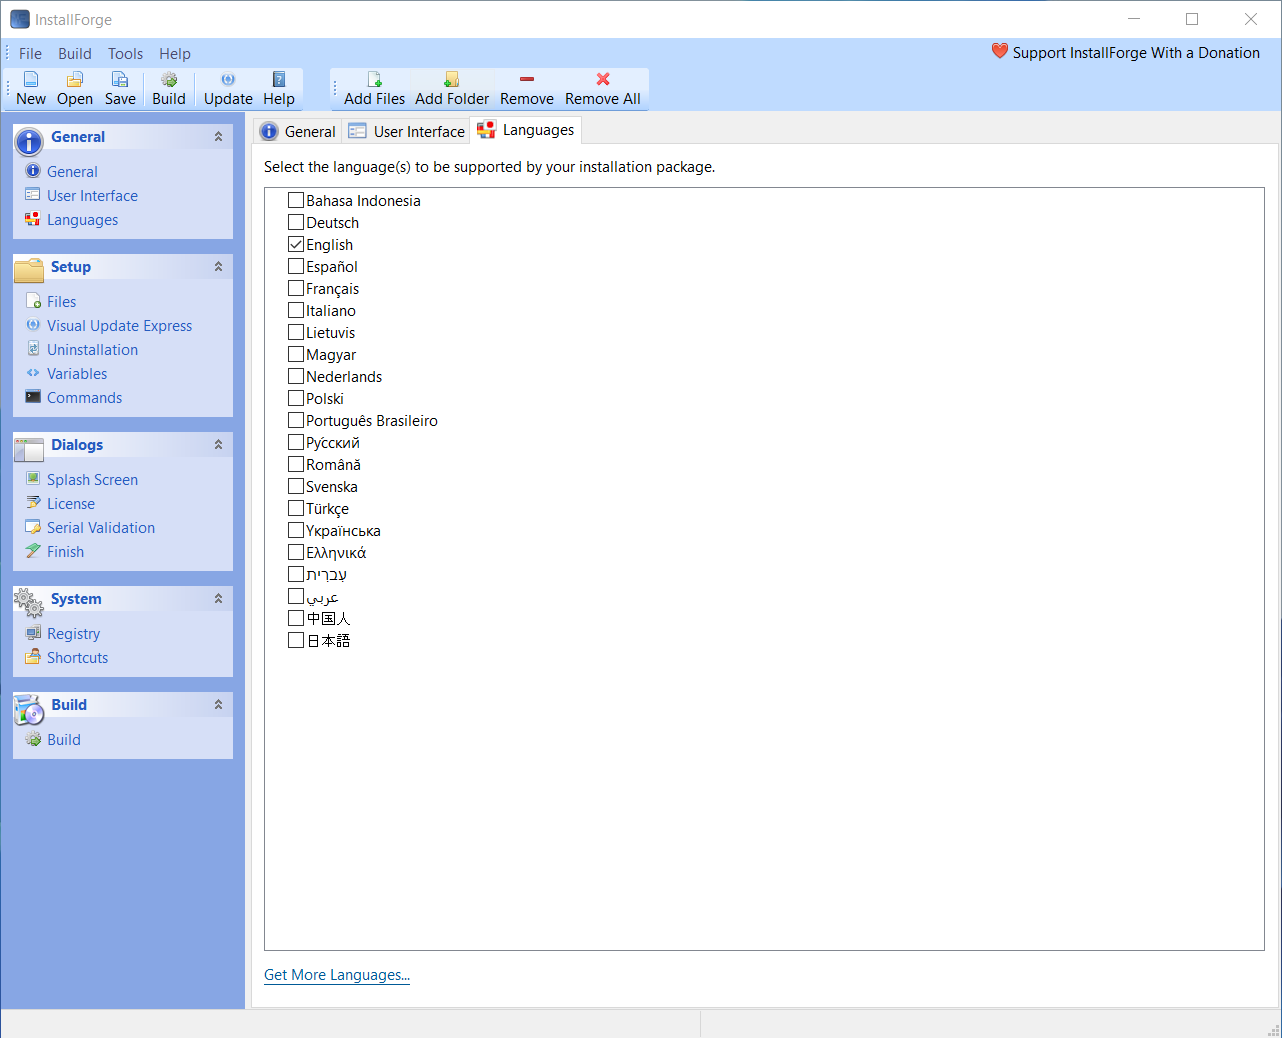 InstallForge
File Build Tools Help
Support InstallForge With a Donation
New Open Save Build Update Help Add Files Add Folder Remove Remove All
General
General
User Interface
Languages
Setup
Files
Visual Update Express
Uninstallation
Variables
Commands
Dialogs
Splash Screen
License
Serial Validation
Finish
System
Registry
Shortcuts
Build
Build
General User Interface Languages
Select the language(s) to be supported by your installation package.
Bahasa Indonesia
Deutsch
English
Español
Français
Italiano
Lietuvis
Magyar
Nederlands
Polski
Português Brasileiro
Ру́сский
Română
Svenska
Türkçe
Yкраїнська
Ελληνικά
עִברִית
عربي
中国人
日本語
Get More Languages...